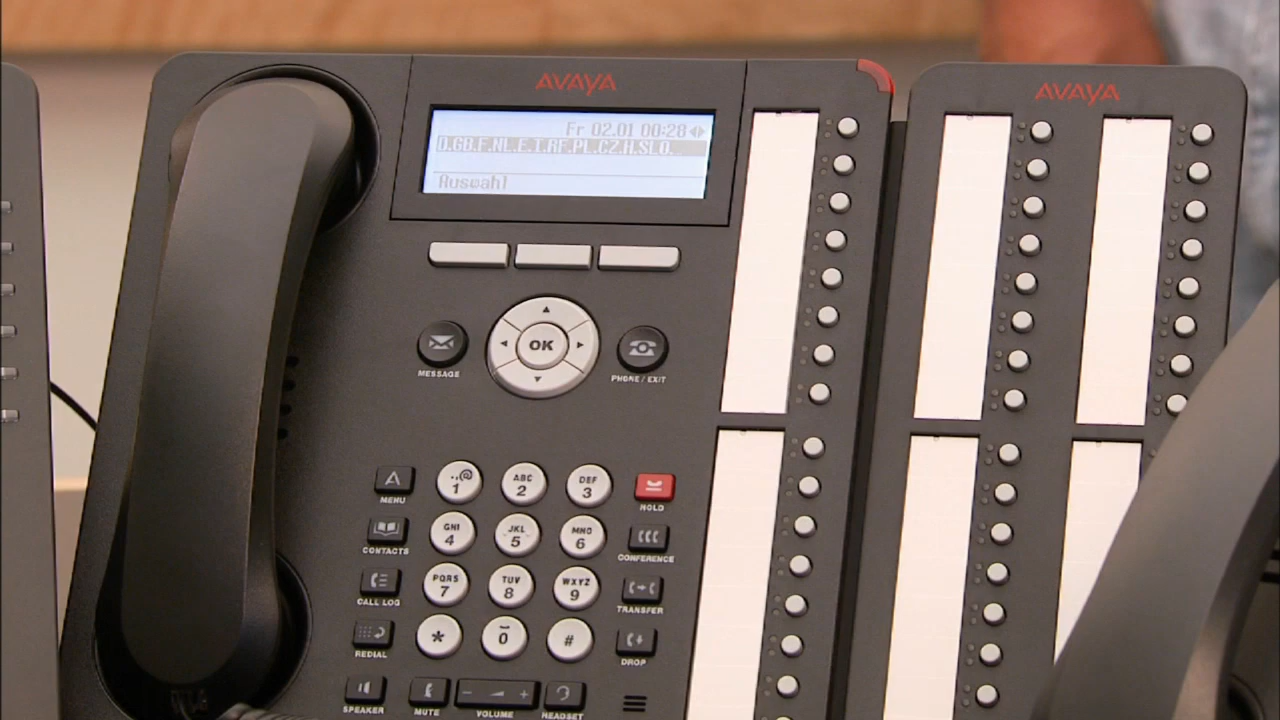 AVAYA
AVAYA
Fr 02.01 00:28
D.GB.F.NL.E.I.RF.PL.CZ.H.SLO..
Auswahl
OK
MESSAGE
PHONE / EXIT
.,@ 1
ABC 2
DEF 3
MENU
HOLD
GHI 4
JKL 5
MNO 6
CONTACTS
CONFERENCE
PQRS 7
TUV 8
WXYZ 9
CALL LOG
TRANSFER
* 0 #
REDIAL
DROP
SPEAKER
MUTE
− +
VOLUME
HEADSET